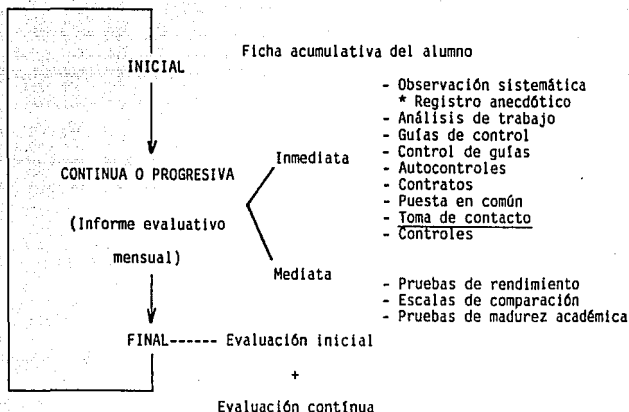 Ficha acumulativa del alumno
INICIAL
- Observación sistemática
* Registro anecdótico
- Análisis de trabajo
- Guías de control
- Control de guías
- Autocontroles
- Contratos
- Puesta en común
- Toma de contacto
- Controles
Inmediata
CONTINUA O PROGRESIVA
(Informe evaluativo
mensual)
Mediata
- Pruebas de rendimiento
- Escalas de comparación
- Pruebas de madurez académica
FINAL------ Evaluación inicial
+
Evaluación contínua